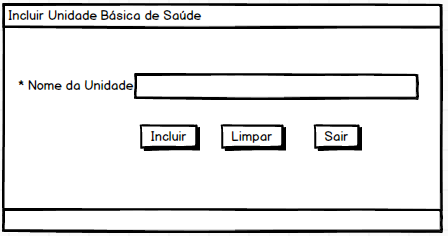 Incluir Unidade Básica de Saúde
* Nome da Unidade
Incluir Limpar Sair